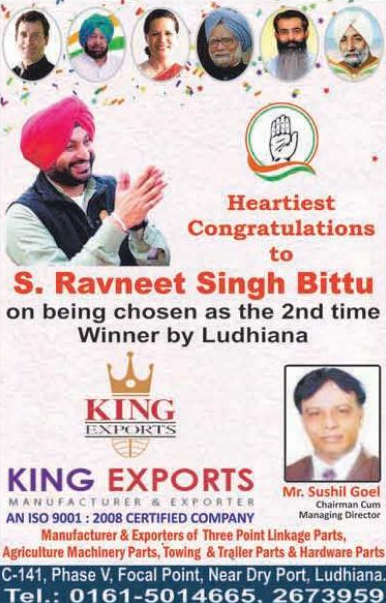 Heartiest
Congratulations
to
S. Ravneet Singh Bittu
on being chosen as the 2nd time
Winner by Ludhiana
KING
EXPORTS
KING EXPORTS
MANUFACTURER & EXPORTER
AN ISO 9001 : 2008 CERTIFIED COMPANY
Mr. Sushil Goel
Chairman Cum
Managing Director
Manufacturer & Exporters of Three Point Linkage Parts,
Agriculture Machinery Parts, Towing & Trailer Parts & Hardware Parts
C-141, Phase V, Focal Point, Near Dry Port, Ludhiana.
Tel.: 0161-5014665, 2673959